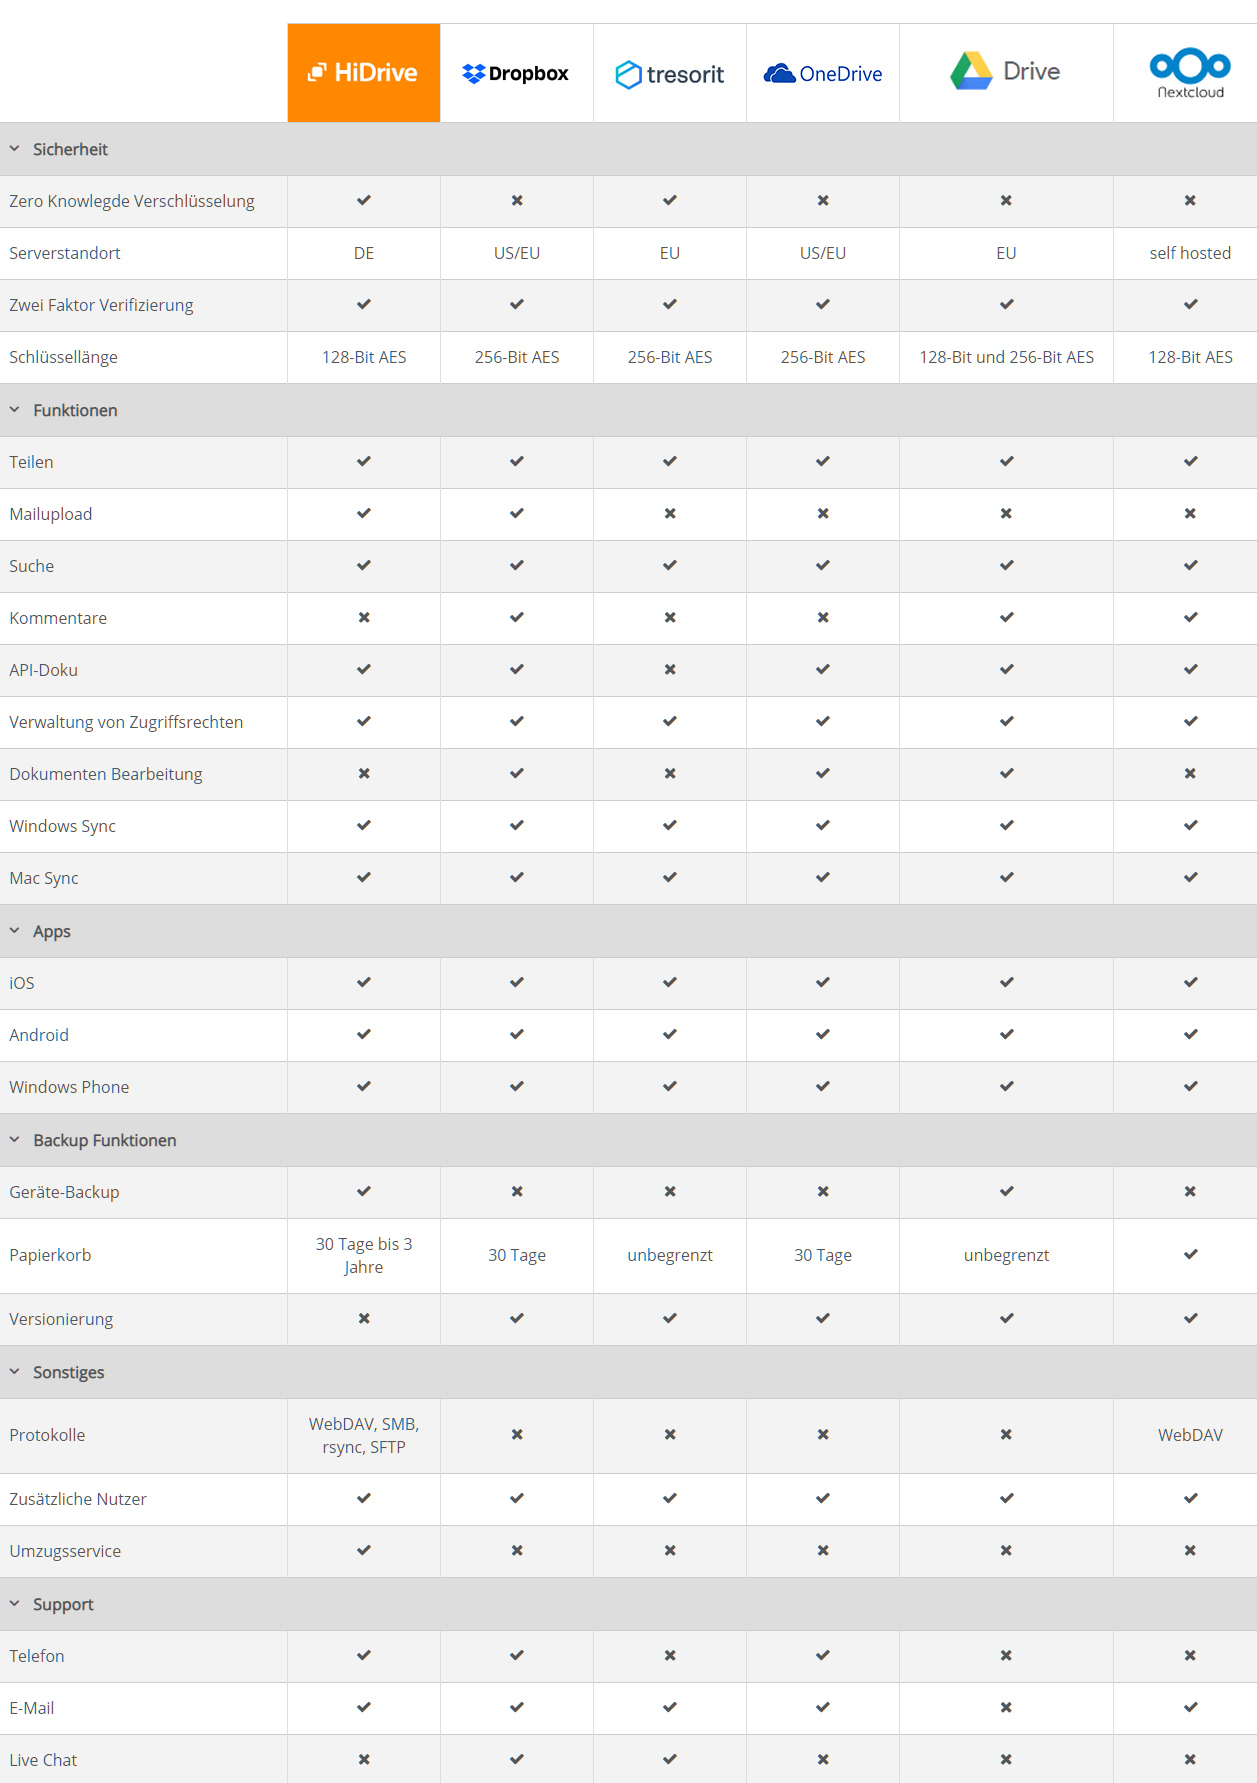 HiDrive Dropbox tresorit OneDrive Drive Nextcloud
Sicherheit
Zero Knowlegde Verschlüsselung ✔ ✖ ✔ ✖ ✖ ✖
Serverstandort DE US/EU EU US/EU EU self hosted
Zwei Faktor Verifizierung ✔ ✔ ✔ ✔ ✔ ✔
Schlüssellänge 128-Bit AES 256-Bit AES 256-Bit AES 256-Bit AES 128-Bit und 256-Bit AES 128-Bit AES
Funktionen
Teilen ✔ ✔ ✔ ✔ ✔ ✔
Mailupload ✔ ✔ ✖ ✖ ✖ ✖
Suche ✔ ✔ ✔ ✔ ✔ ✔
Kommentare ✖ ✔ ✖ ✖ ✔ ✔
API-Doku ✔ ✔ ✖ ✔ ✔ ✔
Verwaltung von Zugriffsrechten ✔ ✔ ✔ ✔ ✔ ✔
Dokumenten Bearbeitung ✖ ✔ ✖ ✔ ✔ ✖
Windows Sync ✔ ✔ ✔ ✔ ✔ ✔
Mac Sync ✔ ✔ ✔ ✔ ✔ ✔
Apps
iOS ✔ ✔ ✔ ✔ ✔ ✔
Android ✔ ✔ ✔ ✔ ✔ ✔
Windows Phone ✔ ✔ ✔ ✔ ✔ ✔
Backup Funktionen
Geräte-Backup ✔ ✖ ✖ ✖ ✔ ✖
Papierkorb 30 Tage bis 3 Jahre 30 Tage unbegrenzt 30 Tage unbegrenzt ✔
Versionierung ✖ ✔ ✔ ✔ ✔ ✔
Sonstiges
Protokolle WebDAV, SMB, rsync, SFTP ✖ ✖ ✖ ✖ WebDAV
Zusätzliche Nutzer ✔ ✔ ✔ ✔ ✔ ✔
Umzugsservice ✔ ✖ ✖ ✖ ✖ ✖
Support
Telefon ✔ ✔ ✖ ✔ ✖ ✖
E-Mail ✔ ✔ ✔ ✔ ✖ ✔
Live Chat ✖ ✔ ✔ ✖ ✖ ✖